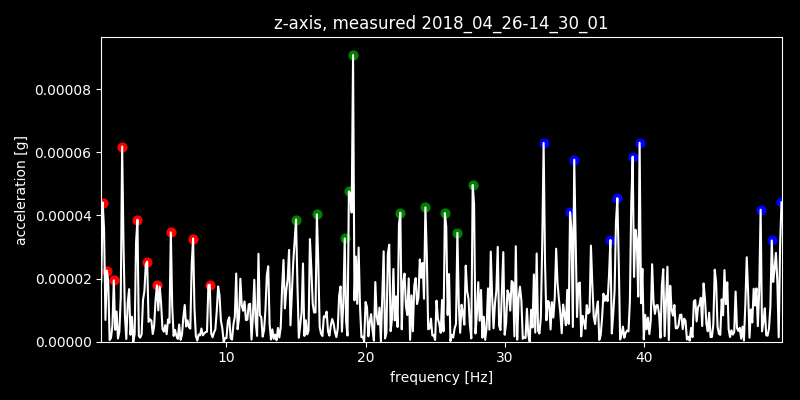 z-axis, measured 2018_04_26-14_30_01
acceleration [g]
0.00008
0.00006
0.00004
0.00002
0.00000
10 20 30 40
frequency [Hz]